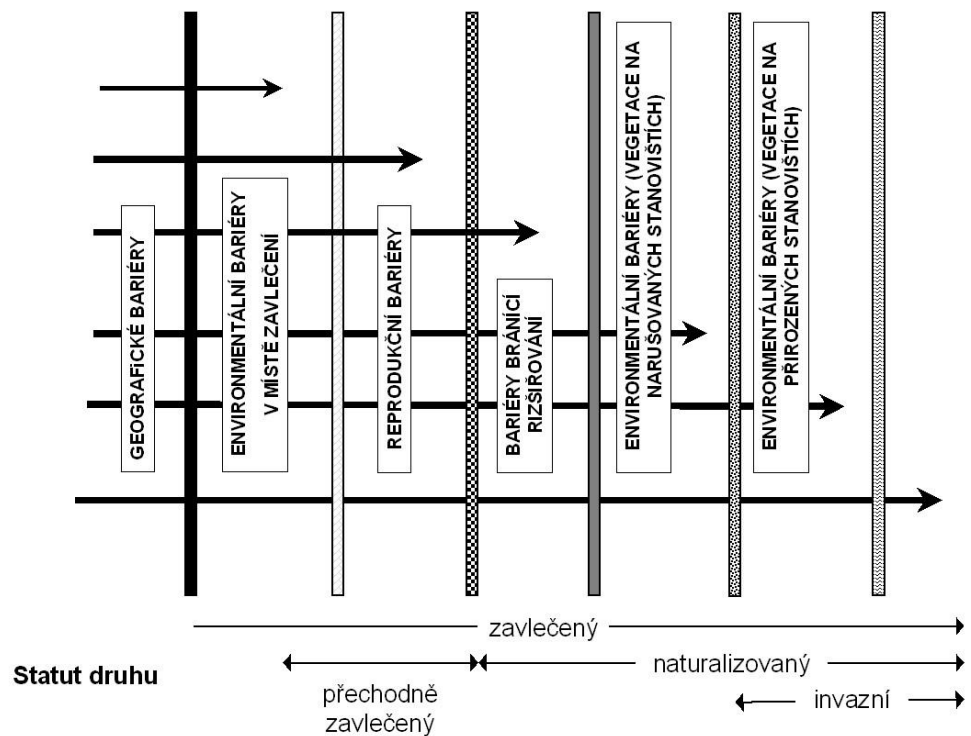 GEOGRAFICKÉ BARIÉRY
ENVIRONMENTÁLNÍ BARIÉRY
V MÍSTĚ ZAVLEČENÍ
REPRODUKČNÍ BARIÉRY
BARIÉRY BRÁNÍCÍ
RIZŠIŘOVÁNÍ
ENVIRONMENTÁLNÍ BARIÉRY (VEGETACE NA
NARUŠOVANÝCH STANOVIŠTÍCH)
ENVIRONMENTÁLNÍ BARIÉRY (VEGETACE NA
PŘIROZENÝCH STANOVIŠTÍCH)
zavlečený
Statut druhu
naturalizovaný
přechodně
zavlečený
invazní